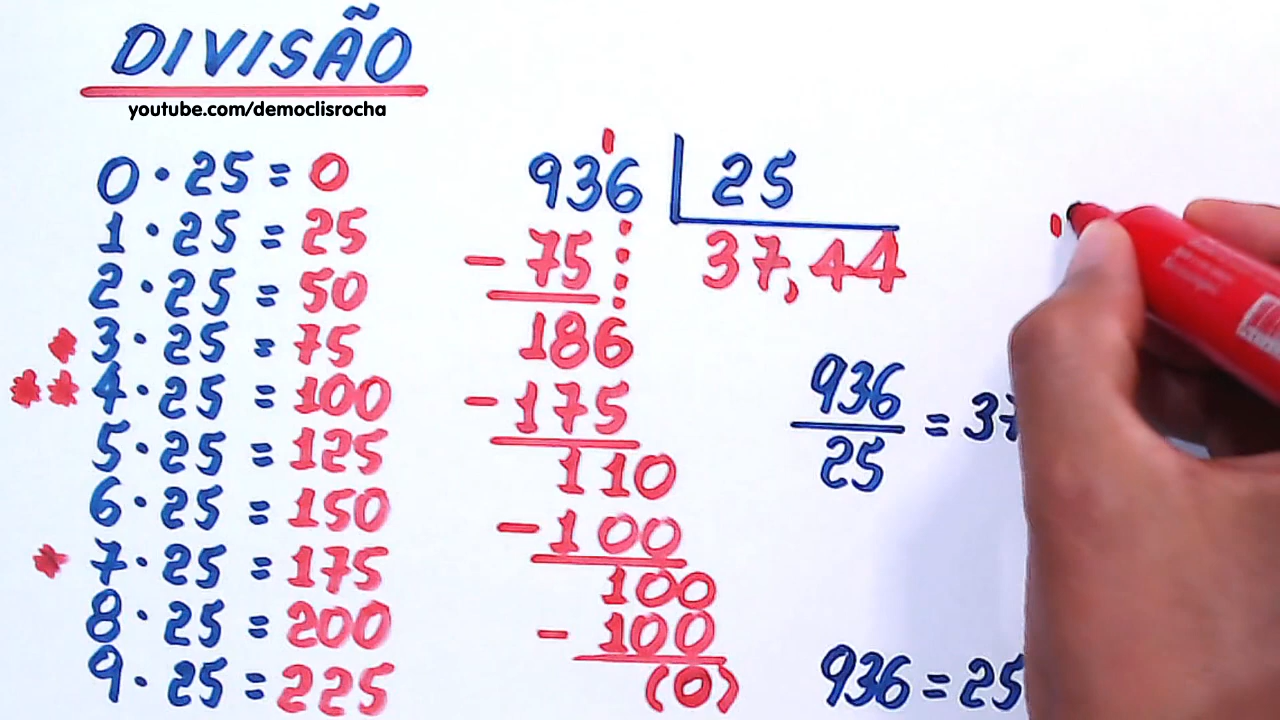 DIVISÃO
youtube.com/democlisrocha
0 · 25 = 0
1 · 25 = 25
2 · 25 = 50
3 · 25 = 75
4 · 25 = 100
5 · 25 = 125
6 · 25 = 150
7 · 25 = 175
8 · 25 = 200
9 · 25 = 225
936 25
- 75 37,44
186
- 175
110
- 100
100
- 100
(0)
936
= 37
25
936 = 25